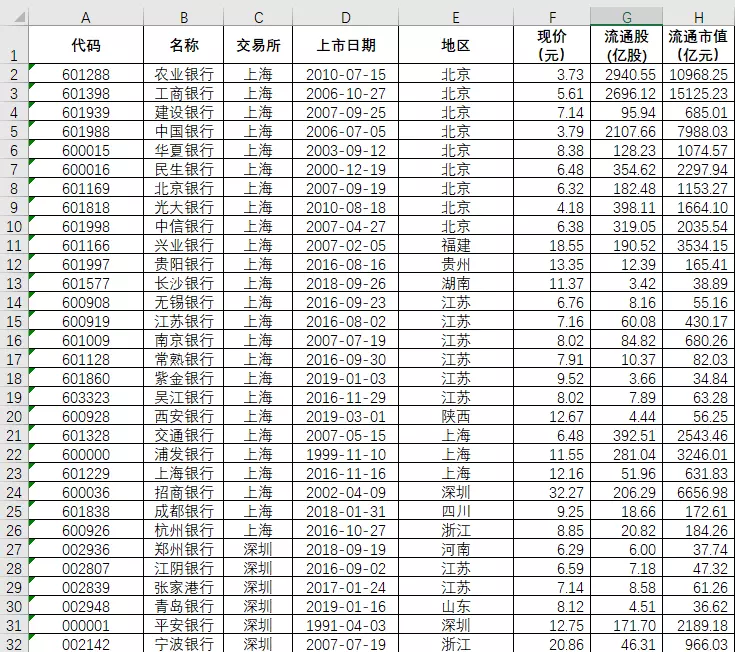 A B C D E F G H
1 代码 名称 交易所 上市日期 地区 现价(元) 流通股(亿股) 流通市值(亿元)
2 601288 农业银行 上海 2010-07-15 北京 3.73 2940.55 10968.25
3 601398 工商银行 上海 2006-10-27 北京 5.61 2696.12 15125.23
4 601939 建设银行 上海 2007-09-25 北京 7.14 95.94 685.01
5 601988 中国银行 上海 2006-07-05 北京 3.79 2107.66 7988.03
6 600015 华夏银行 上海 2003-09-12 北京 8.38 128.23 1074.57
7 600016 民生银行 上海 2000-12-19 北京 6.48 354.62 2297.94
8 601169 北京银行 上海 2007-09-19 北京 6.32 182.48 1153.27
9 601818 光大银行 上海 2010-08-18 北京 4.18 398.11 1664.10
10 601998 中信银行 上海 2007-04-27 北京 6.38 319.05 2035.54
11 601166 兴业银行 上海 2007-02-05 福建 18.55 190.52 3534.15
12 601997 贵阳银行 上海 2016-08-16 贵州 13.35 12.39 165.41
13 601577 长沙银行 上海 2018-09-26 湖南 11.37 3.42 38.89
14 600908 无锡银行 上海 2016-09-23 江苏 6.76 8.16 55.16
15 600919 江苏银行 上海 2016-08-02 江苏 7.16 60.08 430.17
16 601009 南京银行 上海 2007-07-19 江苏 8.02 84.82 680.26
17 601128 常熟银行 上海 2016-09-30 江苏 7.91 10.37 82.03
18 601860 紫金银行 上海 2019-01-03 江苏 9.52 3.66 34.84
19 603323 吴江银行 上海 2016-11-29 江苏 8.02 7.89 63.28
20 600928 西安银行 上海 2019-03-01 陕西 12.67 4.44 56.25
21 601328 交通银行 上海 2007-05-15 上海 6.48 392.51 2543.46
22 600000 浦发银行 上海 1999-11-10 上海 11.55 281.04 3246.01
23 601229 上海银行 上海 2016-11-16 上海 12.16 51.96 631.83
24 600036 招商银行 上海 2002-04-09 深圳 32.27 206.29 6656.98
25 601838 成都银行 上海 2018-01-31 四川 9.25 18.66 172.61
26 600926 杭州银行 上海 2016-10-27 浙江 8.85 20.82 184.26
27 002936 郑州银行 深圳 2018-09-19 河南 6.29 6.00 37.74
28 002807 江阴银行 深圳 2016-09-02 江苏 6.59 7.18 47.32
29 002839 张家港行 深圳 2017-01-24 江苏 7.14 8.58 61.26
30 002948 青岛银行 深圳 2019-01-16 山东 8.12 4.51 36.62
31 000001 平安银行 深圳 1991-04-03 深圳 12.75 171.70 2189.18
32 002142 宁波银行 深圳 2007-07-19 浙江 20.86 46.31 966.03